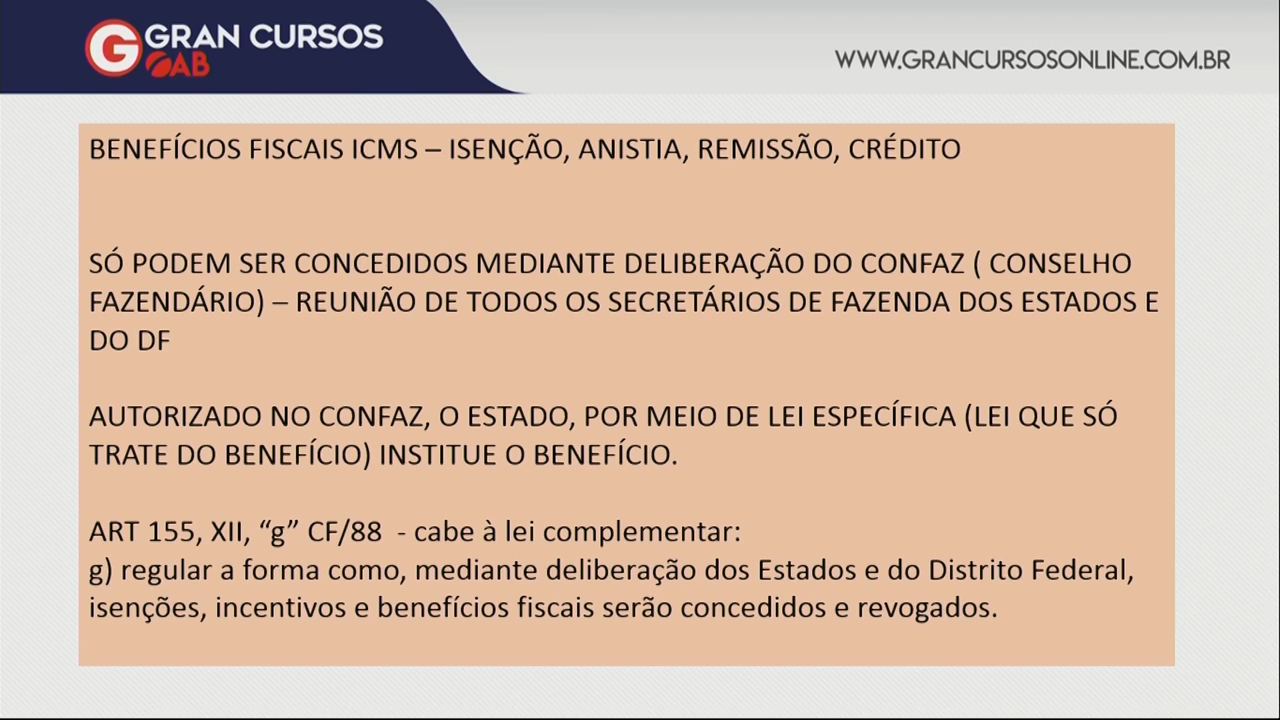 GRAN CURSOS
OAB
WWW.GRANCURSOSONLINE.COM.BR
BENEFÍCIOS FISCAIS ICMS – ISENÇÃO, ANISTIA, REMISSÃO, CRÉDITO
SÓ PODEM SER CONCEDIDOS MEDIANTE DELIBERAÇÃO DO CONFAZ ( CONSELHO
FAZENDÁRIO) – REUNIÃO DE TODOS OS SECRETÁRIOS DE FAZENDA DOS ESTADOS E
DO DF
AUTORIZADO NO CONFAZ, O ESTADO, POR MEIO DE LEI ESPECÍFICA (LEI QUE SÓ
TRATE DO BENEFÍCIO) INSTITUE O BENEFÍCIO.
ART 155, XII, “g” CF/88  - cabe à lei complementar:
g) regular a forma como, mediante deliberação dos Estados e do Distrito Federal,
isenções, incentivos e benefícios fiscais serão concedidos e revogados.